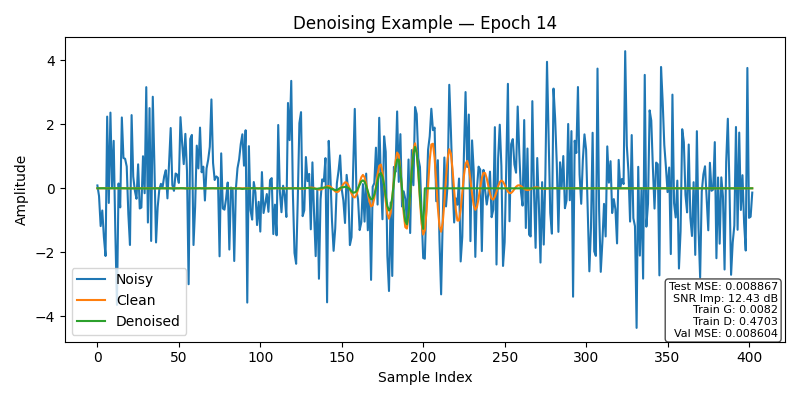 Denoising Example — Epoch 14
Amplitude
4
2
0
−2
−4
Noisy
Clean
Denoised
Test MSE: 0.008867
SNR Imp: 12.43 dB
Train G: 0.0082
Train D: 0.4703
Val MSE: 0.008604
0 50 100 150 200 250 300 350 400
Sample Index